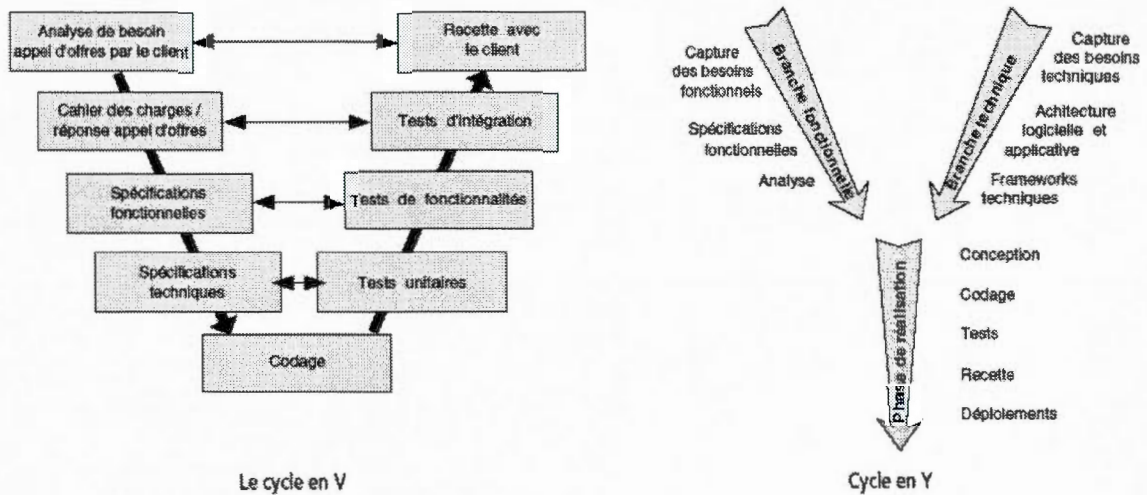 Analyse de besoin
appel d'offres par le client
Recette avec
le client
Cahier des charges /
réponse appel d'offres
Tests d'intégration
Spécifications
fonctionnelles
Tests de fonctionnalités
Spécifications
techniques
Tests unitaires
Codage
Le cycle en V
Capture
des besoins
fonctionnels
Spécifications
fonctionnelles
Analyse
Branche fonctionnelle
Branche technique
Capture
des besoins
techniques
Achitecture
logicielle et
applicative
Frameworks
techniques
phase de réalisation
Conception
Codage
Tests
Recette
Déploiements
Cycle en Y